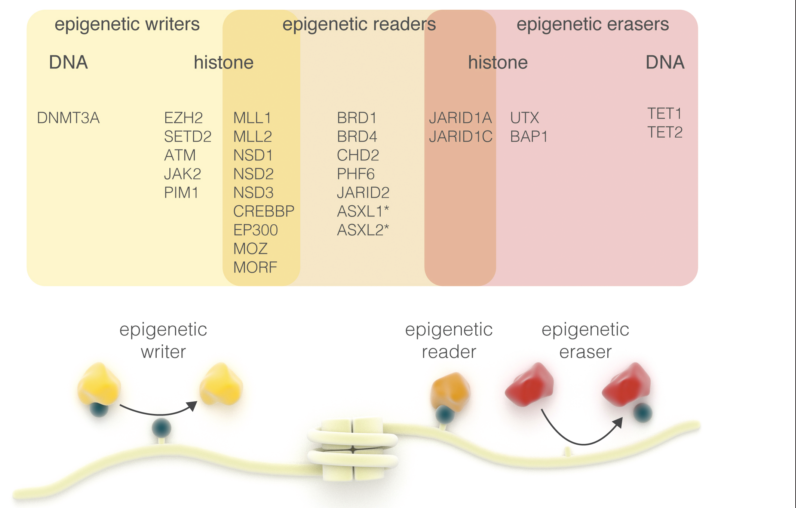 epigenetic writers
epigenetic readers
epigenetic erasers
DNA
histone
histone
DNA
DNMT3A
EZH2
SETD2
ATM
JAK2
PIM1
MLL1
MLL2
NSD1
NSD2
NSD3
CREBBP
EP300
MOZ
MORF
BRD1
BRD4
CHD2
PHF6
JARID2
ASXL1*
ASXL2*
JARID1A
JARID1C
UTX
BAP1
TET1
TET2
epigenetic
writer
epigenetic
reader
epigenetic
eraser